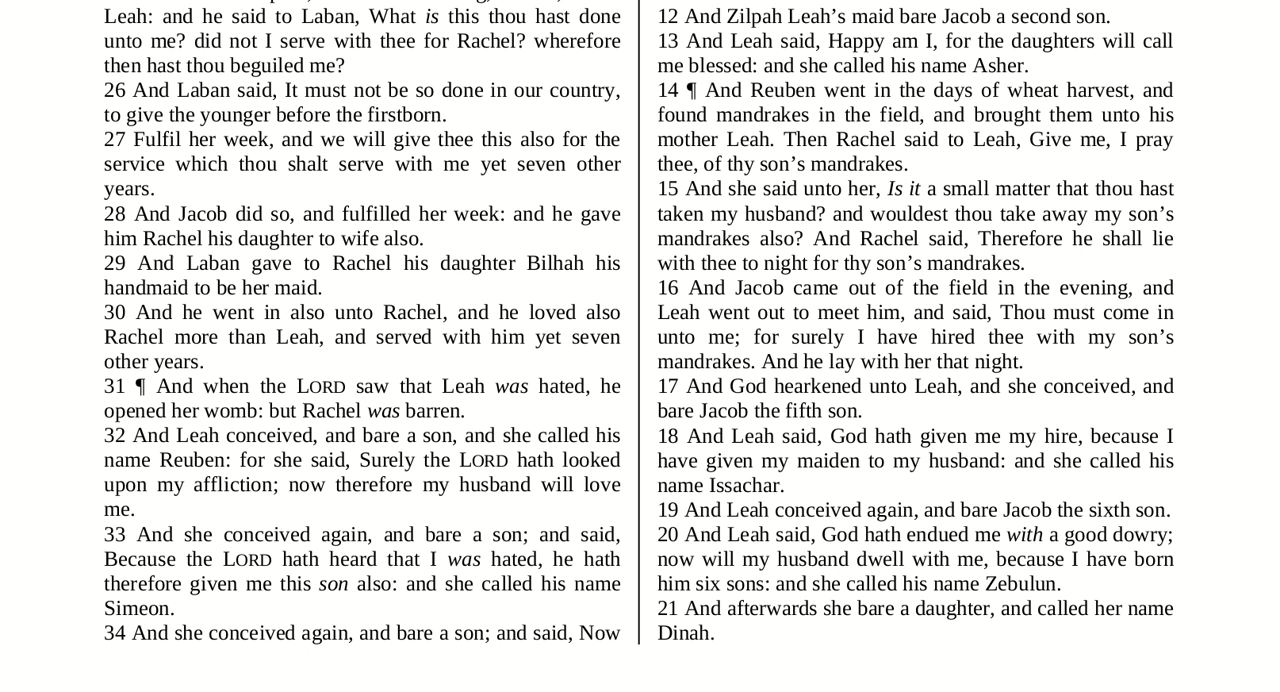 Leah: and he said to Laban, What is this thou hast done
unto me? did not I serve with thee for Rachel? wherefore
then hast thou beguiled me?
26 And Laban said, It must not be so done in our country,
to give the younger before the firstborn.
27 Fulfil her week, and we will give thee this also for the
service which thou shalt serve with me yet seven other
years.
28 And Jacob did so, and fulfilled her week: and he gave
him Rachel his daughter to wife also.
29 And Laban gave to Rachel his daughter Bilhah his
handmaid to be her maid.
30 And he went in also unto Rachel, and he loved also
Rachel more than Leah, and served with him yet seven
other years.
31 ¶ And when the LORD saw that Leah was hated, he
opened her womb: but Rachel was barren.
32 And Leah conceived, and bare a son, and she called his
name Reuben: for she said, Surely the LORD hath looked
upon my affliction; now therefore my husband will love
me.
33 And she conceived again, and bare a son; and said,
Because the LORD hath heard that I was hated, he hath
therefore given me this son also: and she called his name
Simeon.
34 And she conceived again, and bare a son; and said, Now
12 And Zilpah Leah’s maid bare Jacob a second son.
13 And Leah said, Happy am I, for the daughters will call
me blessed: and she called his name Asher.
14 ¶ And Reuben went in the days of wheat harvest, and
found mandrakes in the field, and brought them unto his
mother Leah. Then Rachel said to Leah, Give me, I pray
thee, of thy son’s mandrakes.
15 And she said unto her, Is it a small matter that thou hast
taken my husband? and wouldest thou take away my son’s
mandrakes also? And Rachel said, Therefore he shall lie
with thee to night for thy son’s mandrakes.
16 And Jacob came out of the field in the evening, and
Leah went out to meet him, and said, Thou must come in
unto me; for surely I have hired thee with my son’s
mandrakes. And he lay with her that night.
17 And God hearkened unto Leah, and she conceived, and
bare Jacob the fifth son.
18 And Leah said, God hath given me my hire, because I
have given my maiden to my husband: and she called his
name Issachar.
19 And Leah conceived again, and bare Jacob the sixth son.
20 And Leah said, God hath endued me with a good dowry;
now will my husband dwell with me, because I have born
him six sons: and she called his name Zebulun.
21 And afterwards she bare a daughter, and called her name
Dinah.